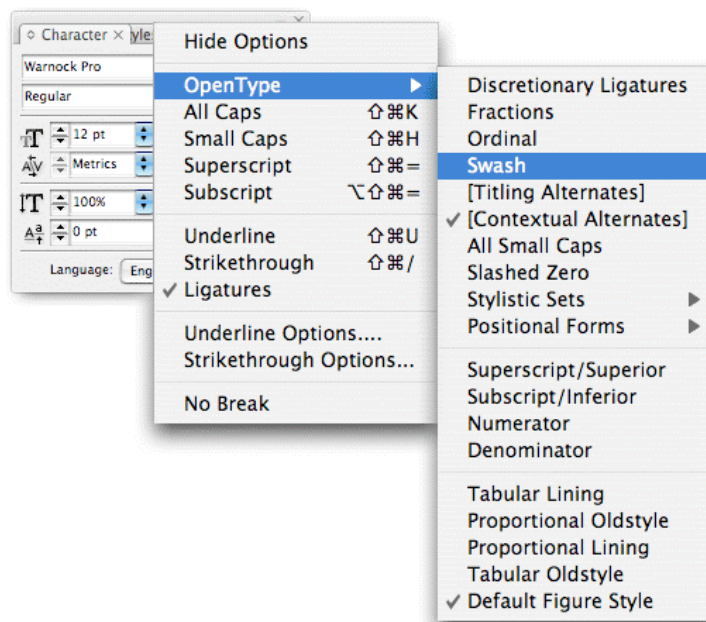 Character
Warnock Pro
Regular
12 pt
Metrics
100%
0 pt
Language: Eng
Hide Options
OpenType
All Caps ⇧⌘K
Small Caps ⇧⌘H
Superscript ⇧⌘=
Subscript ⌥⇧⌘=
Underline ⇧⌘U
Strikethrough ⇧⌘/
✓ Ligatures
Underline Options....
Strikethrough Options...
No Break
Discretionary Ligatures
Fractions
Ordinal
Swash
[Titling Alternates]
✓ [Contextual Alternates]
All Small Caps
Slashed Zero
Stylistic Sets
Positional Forms
Superscript/Superior
Subscript/Inferior
Numerator
Denominator
Tabular Lining
Proportional Oldstyle
Proportional Lining
Tabular Oldstyle
✓ Default Figure Style